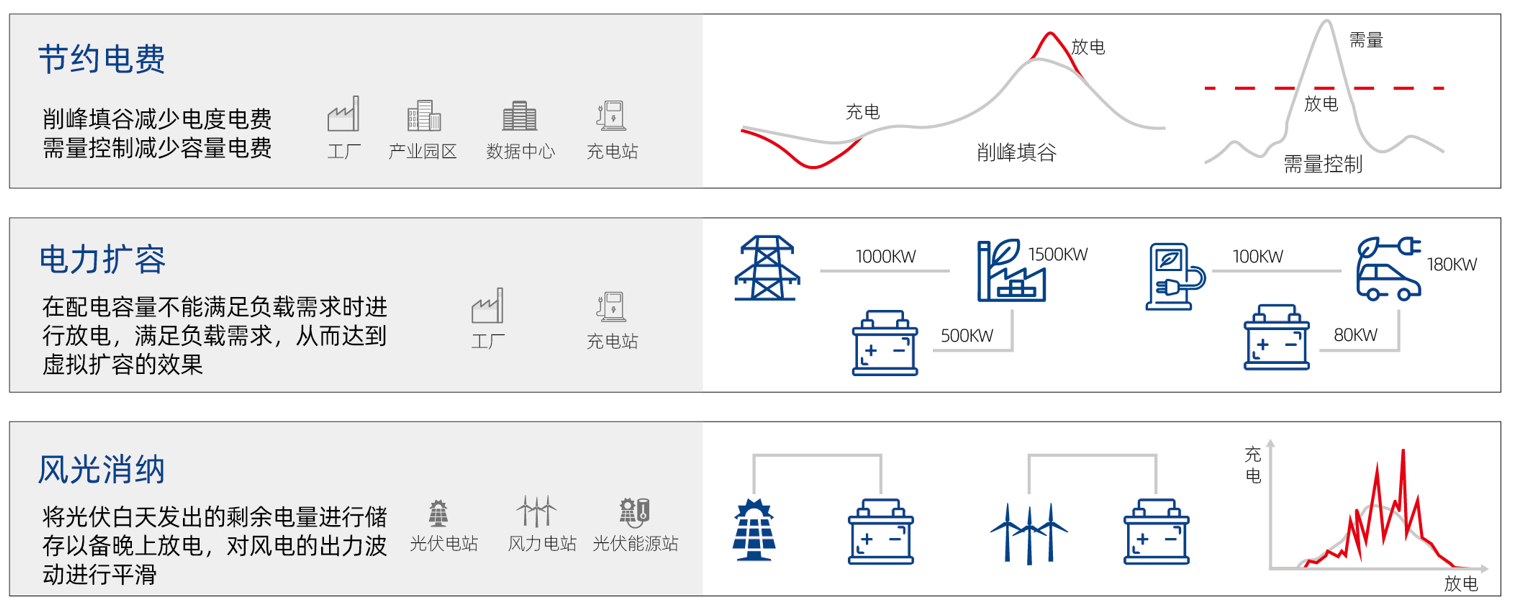 节约电费
削峰填谷减少电度电费
需量控制减少容量电费
工厂
产业园区
数据中心
充电站
充电
放电
削峰填谷
需量
放电
需量控制
电力扩容
在配电容量不能满足负载需求时进
行放电，满足负载需求，从而达到
虚拟扩容的效果
工厂
充电站
1000KW
1500KW
500KW
100KW
180KW
80KW
风光消纳
将光伏白天发出的剩余电量进行储
存以备晚上放电，对风电的出力波
动进行平滑
光伏电站
风力电站
光伏能源站
充
电
放电